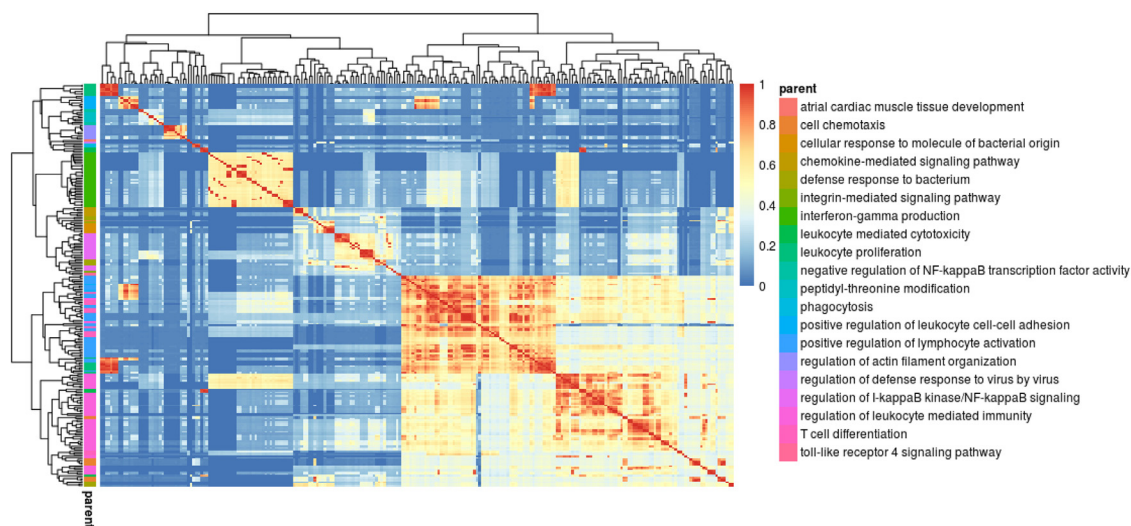 1
0.8
0.6
0.4
0.2
0
parent
atrial cardiac muscle tissue development
cell chemotaxis
cellular response to molecule of bacterial origin
chemokine-mediated signaling pathway
defense response to bacterium
integrin-mediated signaling pathway
interferon-gamma production
leukocyte mediated cytotoxicity
leukocyte proliferation
negative regulation of NF-kappaB transcription factor activity
peptidyl-threonine modification
phagocytosis
positive regulation of leukocyte cell-cell adhesion
positive regulation of lymphocyte activation
regulation of actin filament organization
regulation of defense response to virus by virus
regulation of I-kappaB kinase/NF-kappaB signaling
regulation of leukocyte mediated immunity
T cell differentiation
toll-like receptor 4 signaling pathway
parent